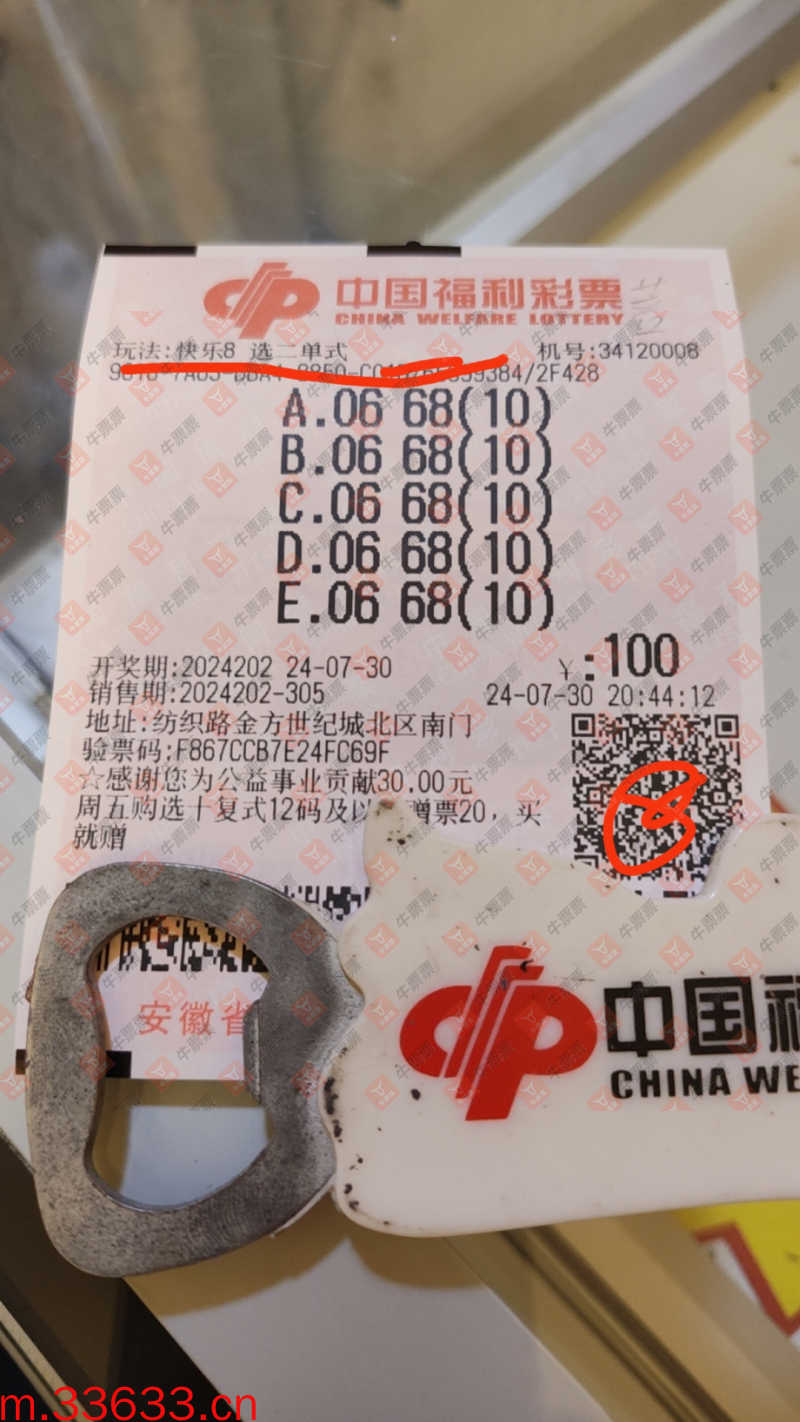 中国福利彩票
CHINA WELFARE LOTTERY
玩法:快乐8 选二单式
机号:34120008
A.06 68(10)
B.06 68(10)
C.06 68(10)
D.06 68(10)
E.06 68(10)
开奖期:2024202 24-07-30
¥:100
销售期:2024202-305
24-07-30 20:44:12
地址:纺织路金方世纪城北区南门
验票码:F867CCB7E24FC69F
☆感谢您为公益事业贡献30.00元
周五购选十复式12码及以 赠票20，买
就赠
安徽省
中国福
CHINA WE
牛票票
m.33633.cn